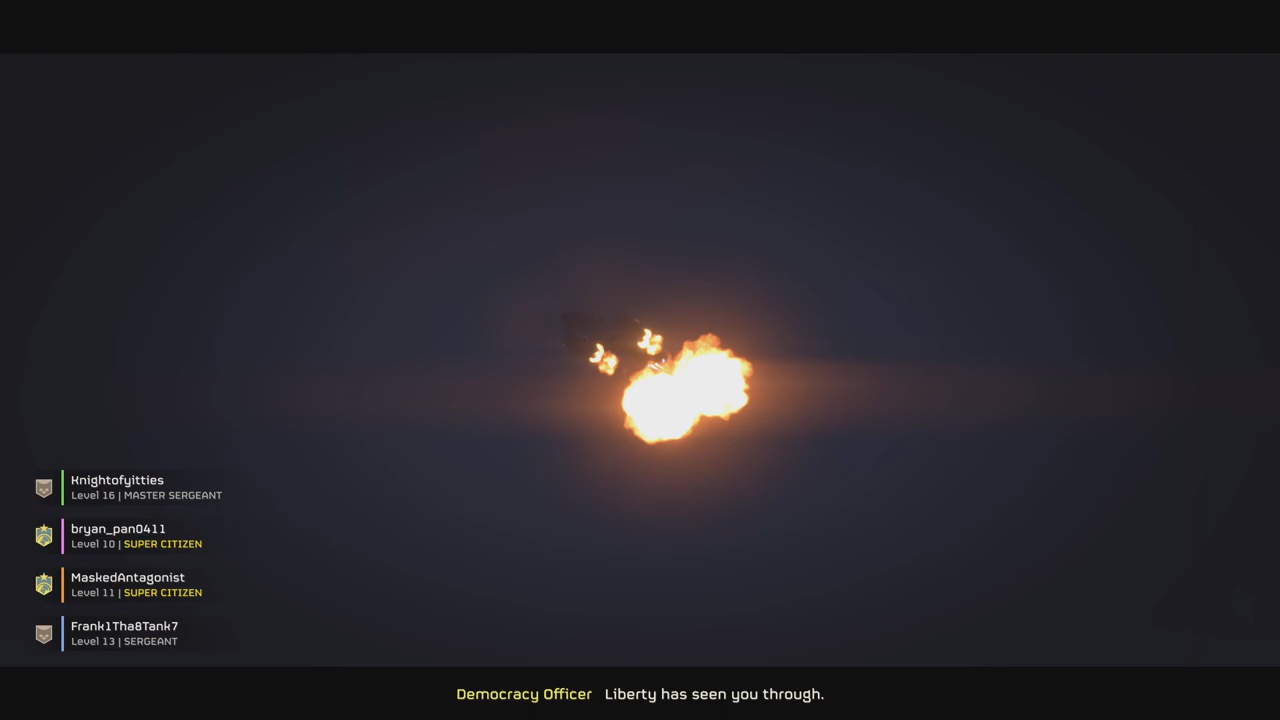 Knightofyitties
Level 16 | MASTER SERGEANT
bryan_pan0411
Level 10 | SUPER CITIZEN
MaskedAntagonist
Level 11 | SUPER CITIZEN
Frank1Tha8Tank7
Level 13 | SERGEANT
Democracy Officer Liberty has seen you through.